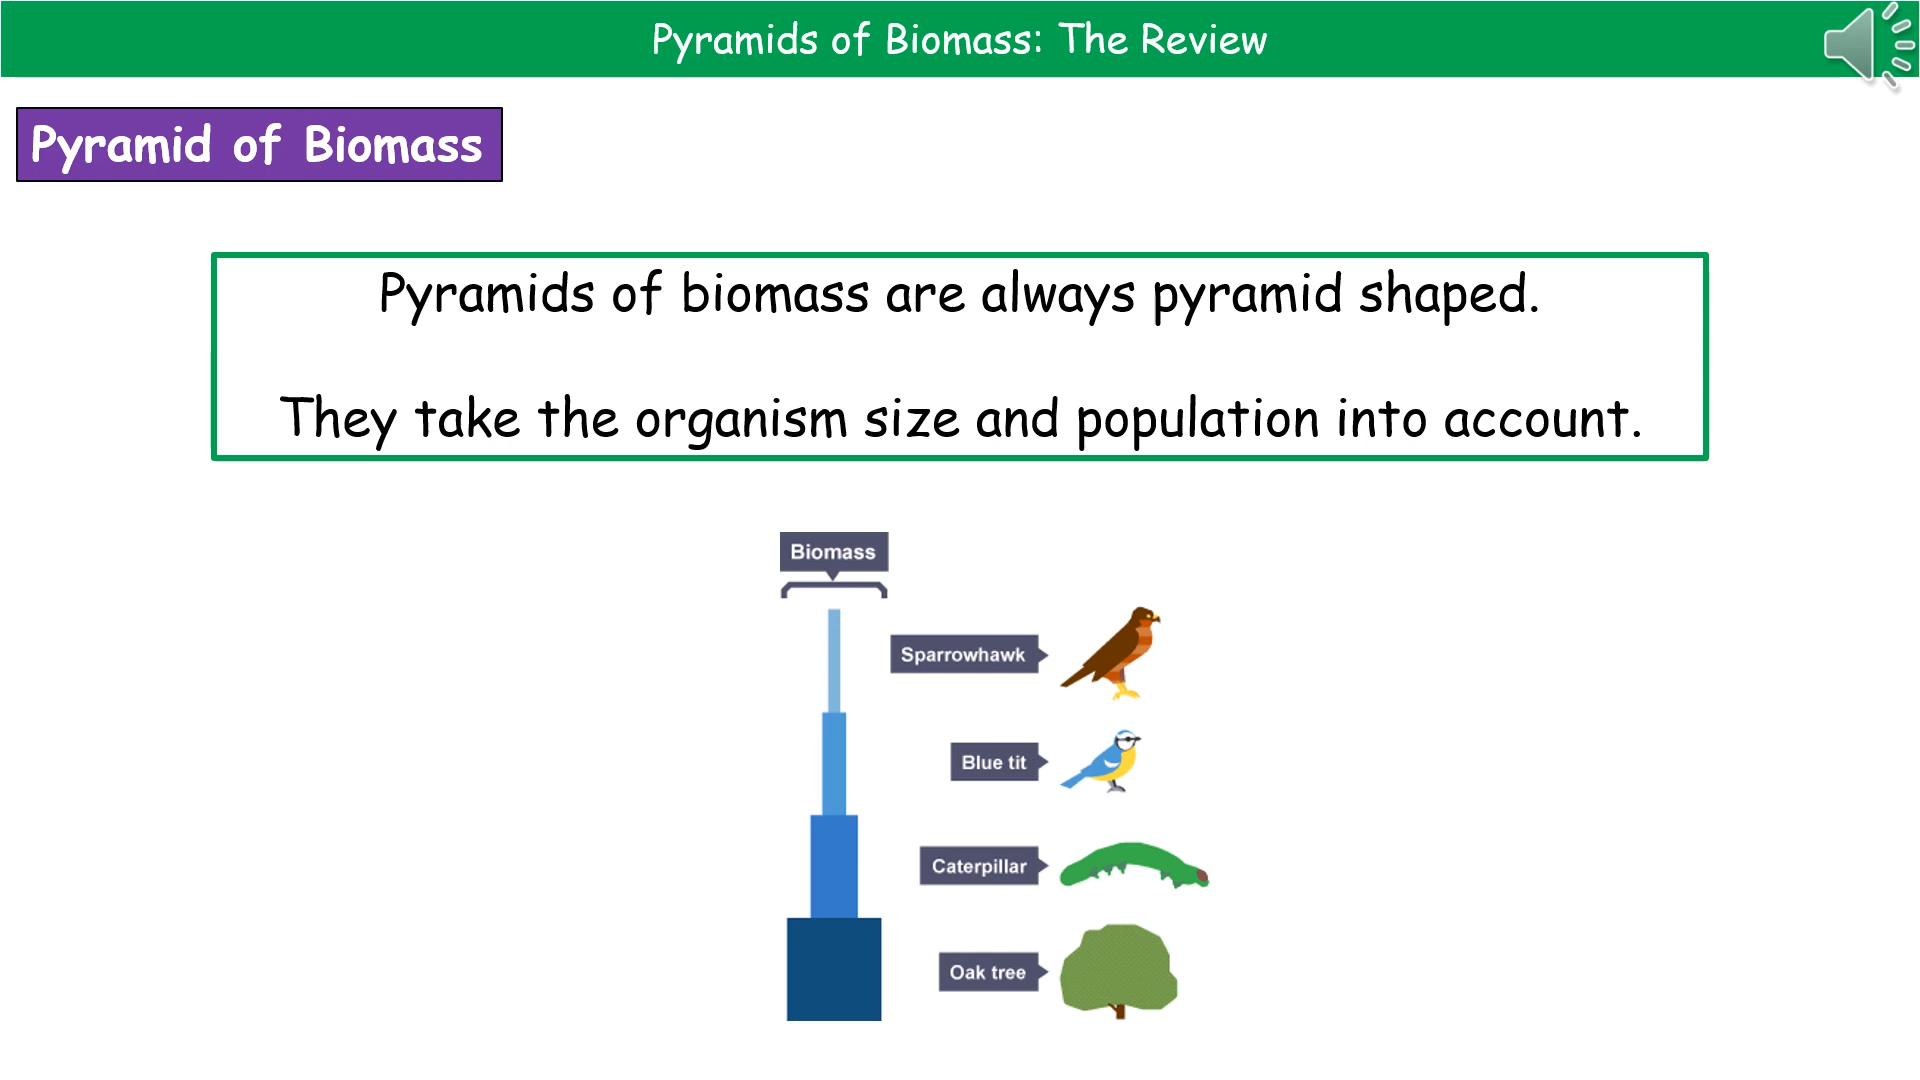 Pyramids of Biomass: The Review
Pyramid of Biomass
Pyramids of biomass are always pyramid shaped.
They take the organism size and population into account.
Biomass
Sparrowhawk
Blue tit
Caterpillar
Oak tree